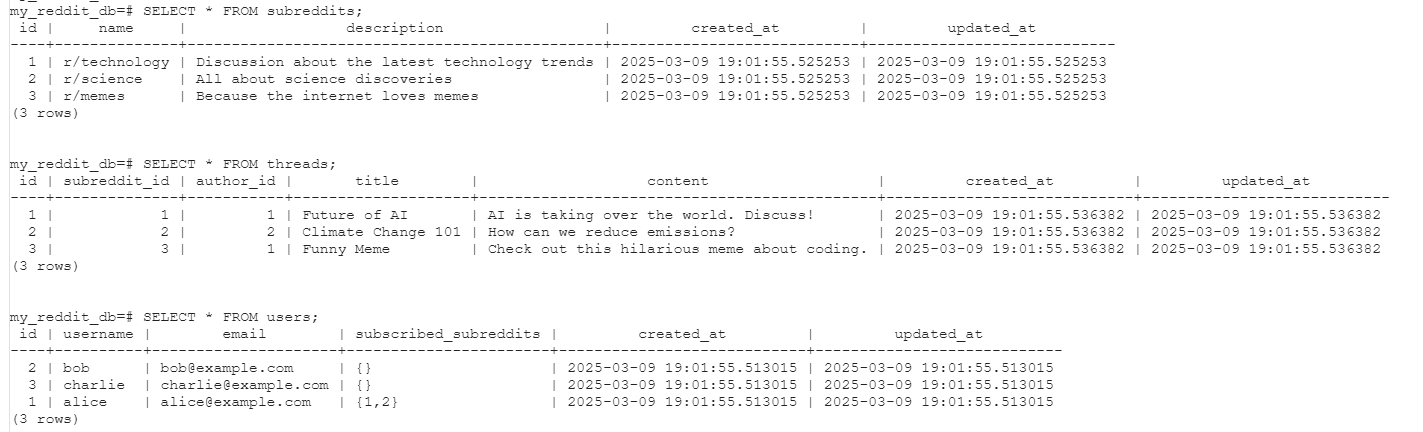 my_reddit_db=# SELECT * FROM subreddits;
 id |     name     |                    description                     |         created_at         |         updated_at
----+--------------+----------------------------------------------------+----------------------------+----------------------------
  1 | r/technology | Discussion about the latest technology trends | 2025-03-09 19:01:55.525253 | 2025-03-09 19:01:55.525253
  2 | r/science    | All about science discoveries                 | 2025-03-09 19:01:55.525253 | 2025-03-09 19:01:55.525253
  3 | r/memes      | Because the internet loves memes              | 2025-03-09 19:01:55.525253 | 2025-03-09 19:01:55.525253
(3 rows)
my_reddit_db=# SELECT * FROM threads;
 id | subreddit_id | author_id |       title        |                  content                   |         created_at         |         updated_at
----+--------------+-----------+--------------------+--------------------------------------------+----------------------------+----------------------------
  1 |            1 |         1 | Future of AI       | AI is taking over the world. Discuss!      | 2025-03-09 19:01:55.536382 | 2025-03-09 19:01:55.536382
  2 |            2 |         2 | Climate Change 101 | How can we reduce emissions?               | 2025-03-09 19:01:55.536382 | 2025-03-09 19:01:55.536382
  3 |            3 |         1 | Funny Meme         | Check out this hilarious meme about coding. | 2025-03-09 19:01:55.536382 | 2025-03-09 19:01:55.536382
(3 rows)
my_reddit_db=# SELECT * FROM users;
 id | username |        email        | subscribed_subreddits |         created_at         |         updated_at
----+----------+---------------------+-----------------------+----------------------------+----------------------------
  2 | bob      | bob@example.com     | {}                    | 2025-03-09 19:01:55.513015 | 2025-03-09 19:01:55.513015
  3 | charlie  | charlie@example.com | {}                    | 2025-03-09 19:01:55.513015 | 2025-03-09 19:01:55.513015
  1 | alice    | alice@example.com   | {1,2}                 | 2025-03-09 19:01:55.513015 | 2025-03-09 19:01:55.513015
(3 rows)